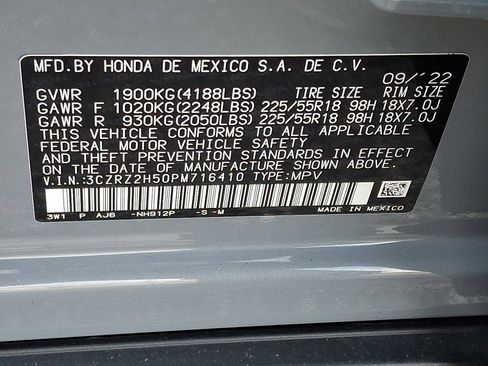 MFD.BY HONDA DE MEXICO S.A. DE C.V.
09/'22
GVWR 1900KG(4188LBS) TIRE SIZE RIM SIZE
GAWR F 1020KG(2248LBS) 225/55R18 98H 18X7.0J
GAWR R 930KG(2050LBS) 225/55R18 98H 18X7.0J
THIS VEHICLE CONFORMS TO ALL APPLICABLE
FEDERAL MOTOR VEHICLE SAFETY
AND THEFT PREVENTION STANDARDS IN EFFECT
ON THE DATE OF MANUFACTURE SHOWN ABOVE.
V.I.N.:3CZRZ2H50PM716410 TYPE:MPV
3W1 P AJ6 -NH912P -S -M
MADE IN MEXICO